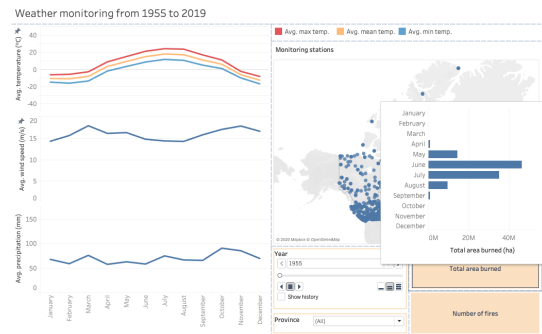 Weather monitoring from 1955 to 2019
Avg. max temp. Avg. mean temp. Avg. min temp.
Monitoring stations
Avg. temperature (°C)
40
20
0
-20
-40
Avg. wind speed (m/s)
20
15
10
5
0
Avg. precipitation (mm)
150
100
50
0
January
February
March
April
May
June
July
August
September
October
November
December
January
February
March
April
May
June
July
August
September
October
November
December
0M 20M 40M
Total area burned (ha)
© 2020 Mapbox © OpenStreetMap
Year
1955
Show history
Province (All)
Total area burned
Number of fires